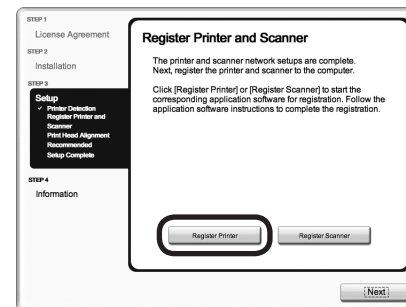 STEP 1
License Agreement
STEP 2
Installation
STEP 3
Setup
✓ Printer Detection
Register Printer and
Scanner
Print Head Alignment
Recommended
Setup Complete
STEP 4
Information
Register Printer and Scanner
The printer and scanner network setups are complete.
Next, register the printer and scanner to the computer.
Click [Register Printer] or [Register Scanner] to start the
corresponding application software for registration. Follow the
application software instructions to complete the registration.
Register Printer
Register Scanner
Next